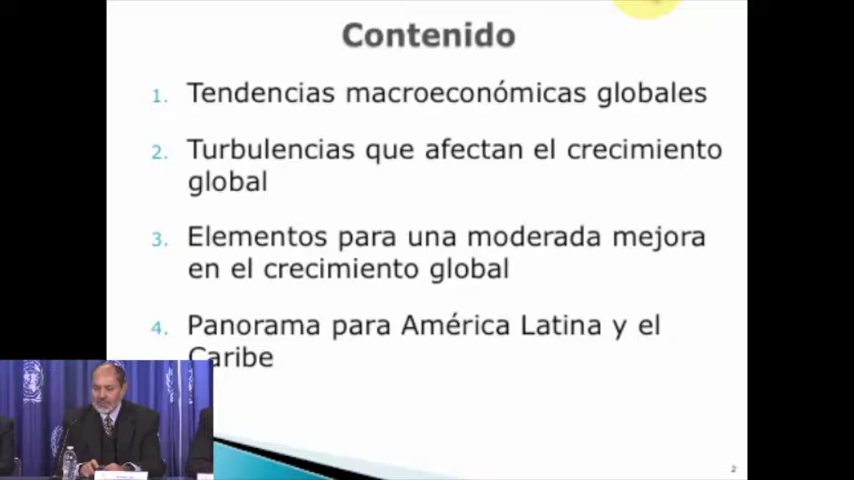 Contenido
1. Tendencias macroeconómicas globales
2. Turbulencias que afectan el crecimiento
global
3. Elementos para una moderada mejora
en el crecimiento global
4. Panorama para América Latina y el
Caribe
2